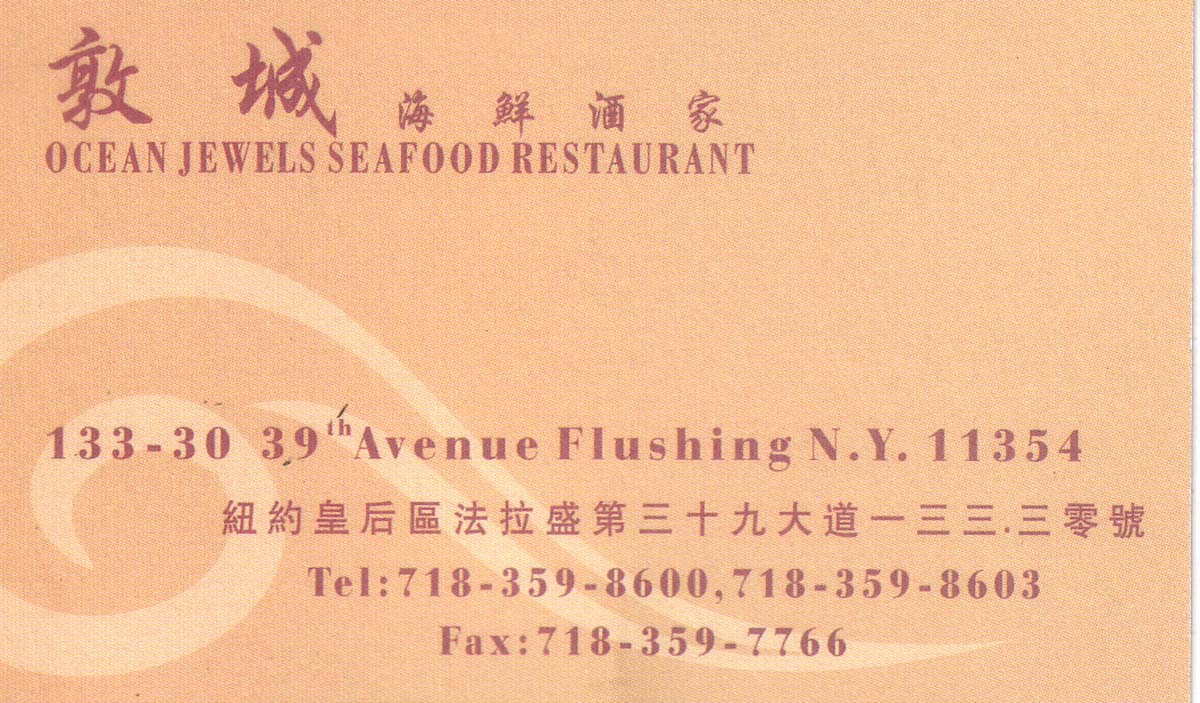 敦城 海鮮酒家
OCEAN JEWELS SEAFOOD RESTAURANT
133-30 39th Avenue Flushing N.Y. 11354
紐約皇后區法拉盛第三十九大道一三三.三零號
Tel:718-359-8600,718-359-8603
Fax:718-359-7766